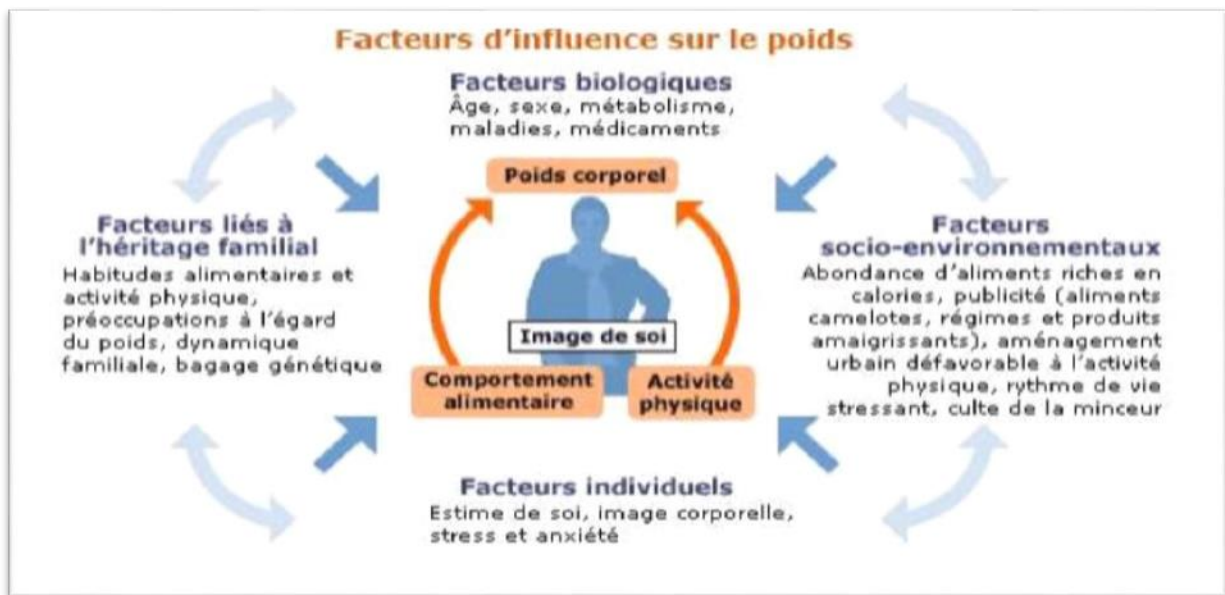 Facteurs d'influence sur le poids
Facteurs biologiques
Âge, sexe, métabolisme,
maladies, médicaments
Poids corporel
Facteurs liés à
l'héritage familial
Habitudes alimentaires et
activité physique,
préoccupations à l'égard
du poids, dynamique
familiale, bagage génétique
Image de soi
Comportement
alimentaire
Activité
physique
Facteurs
socio-environnementaux
Abondance d'aliments riches en
calories, publicité (aliments
camelotes, régimes et produits
amaigrissants), aménagement
urbain défavorable à l'activité
physique, rythme de vie
stressant, culte de la minceur
Facteurs individuels
Estime de soi, image corporelle,
stress et anxiété